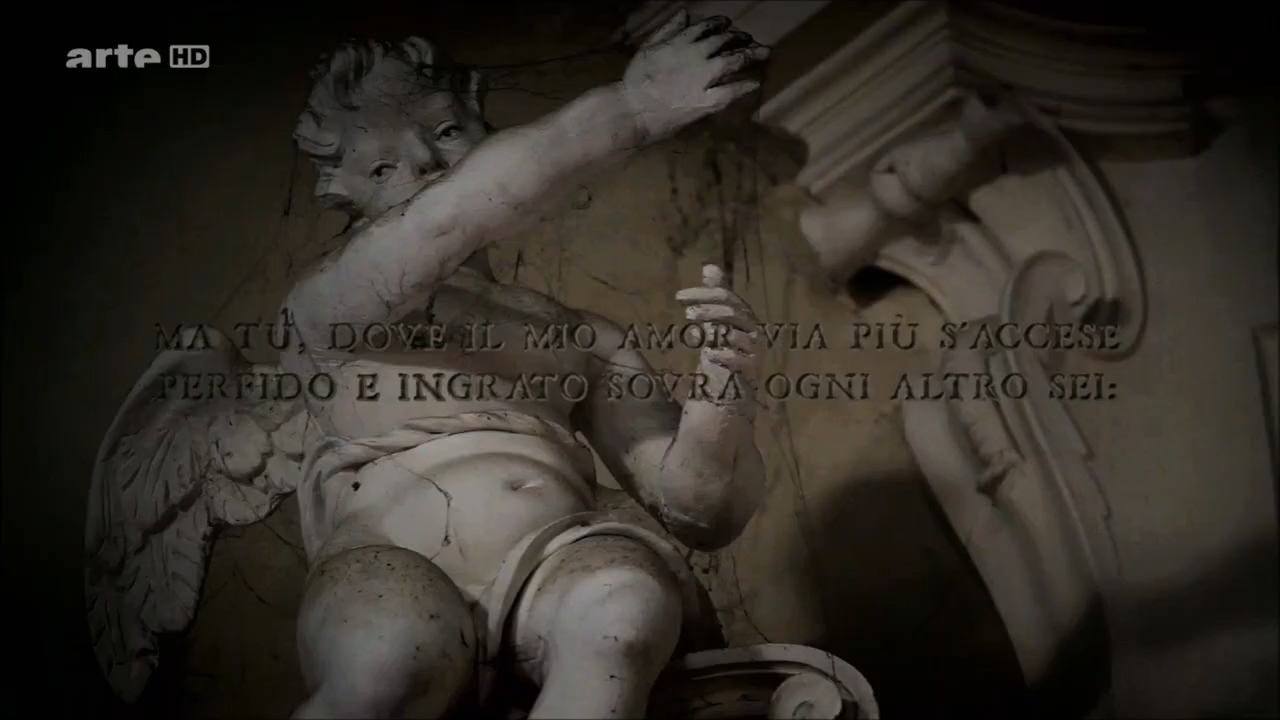 arte HD
MA TU, DOVE IL MIO AMOR VIA PIÙ S'ACCESE
PERFIDO E INGRATO SOVRA OGNI ALTRO SEI: